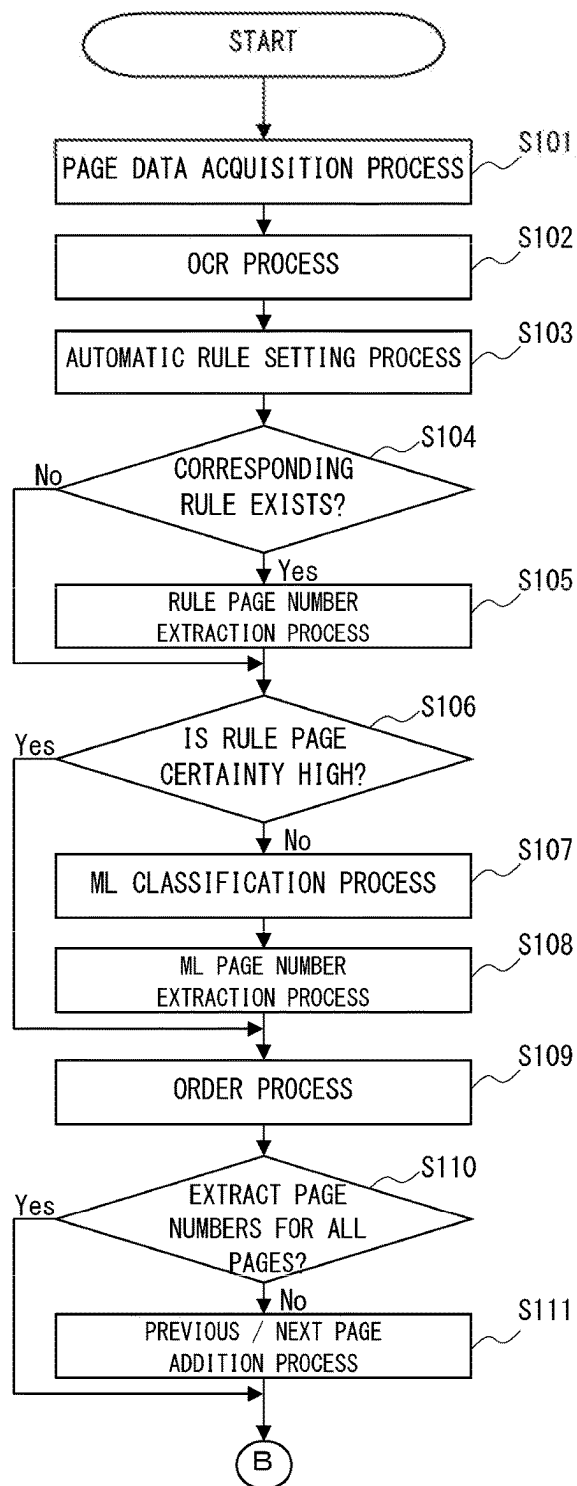 START
S101
PAGE DATA ACQUISITION PROCESS
S102
OCR PROCESS
S103
AUTOMATIC RULE SETTING PROCESS
S104
No
CORRESPONDING
RULE EXISTS?
Yes
S105
RULE PAGE NUMBER
EXTRACTION PROCESS
S106
Yes
IS RULE PAGE
CERTAINTY HIGH?
No
S107
ML CLASSIFICATION PROCESS
S108
ML PAGE NUMBER
EXTRACTION PROCESS
S109
ORDER PROCESS
S110
Yes
EXTRACT PAGE
NUMBERS FOR ALL
PAGES?
No
S111
PREVIOUS / NEXT PAGE
ADDITION PROCESS
B